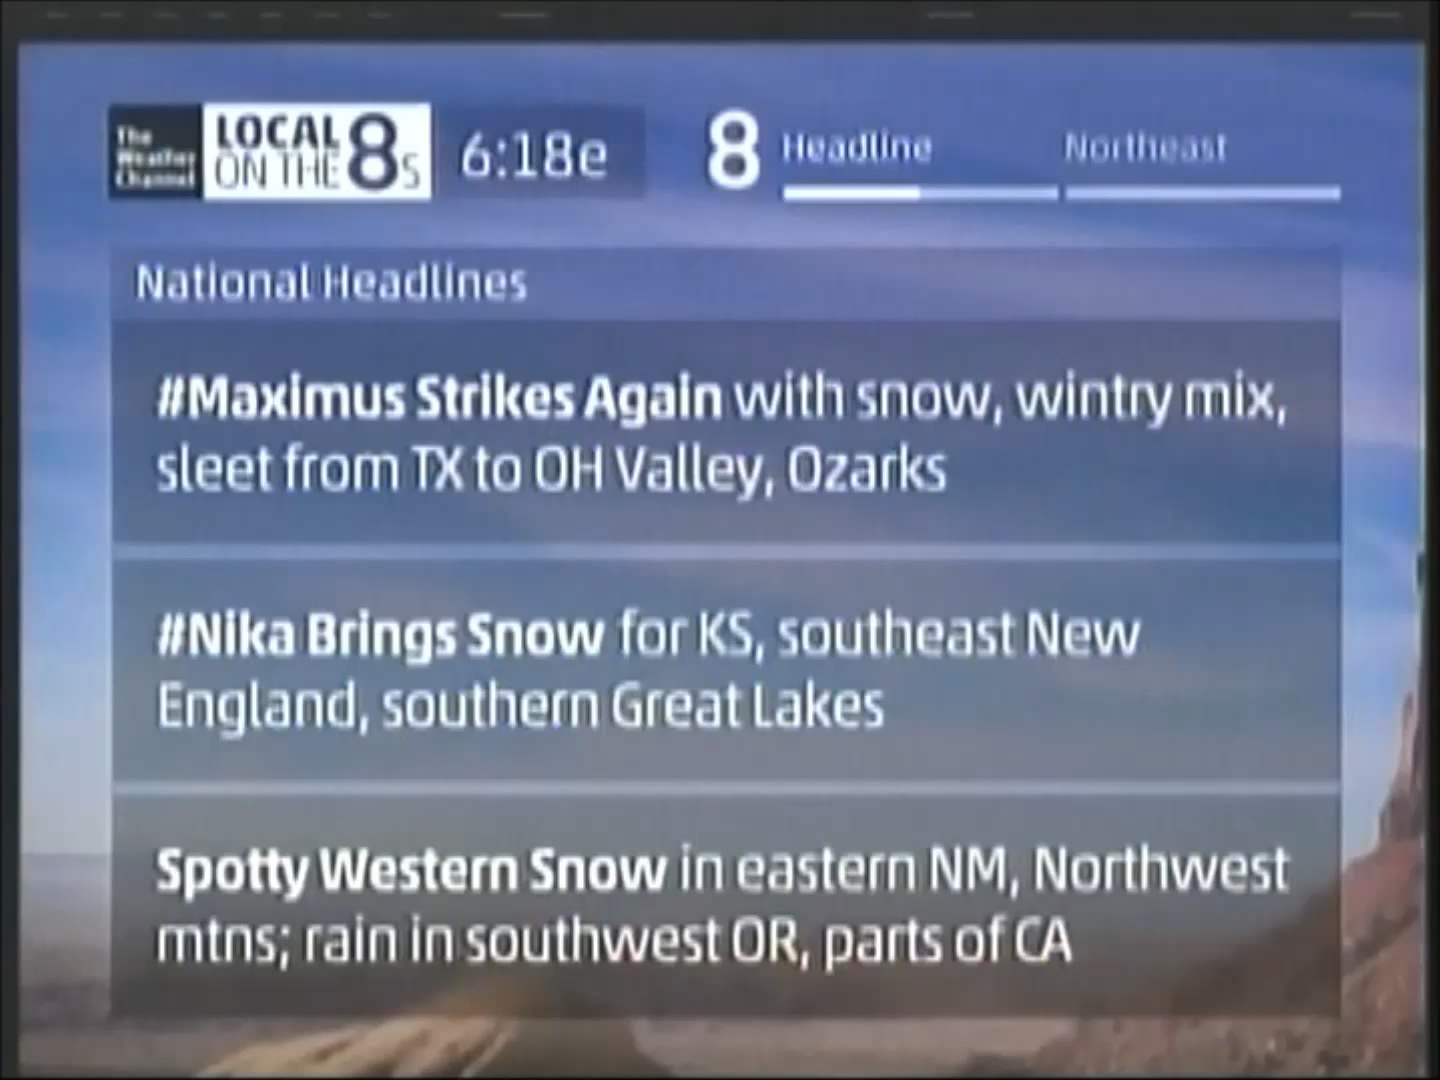 The
Weather
Channel
LOCAL
ON THE 8s
6:18e
8
Headline
Northeast
National Headlines
#Maximus Strikes Again with snow, wintry mix,
sleet from TX to OH Valley, Ozarks
#Nika Brings Snow for KS, southeast New
England, southern Great Lakes
Spotty Western Snow in eastern NM, Northwest
mtns; rain in southwest OR, parts of CA